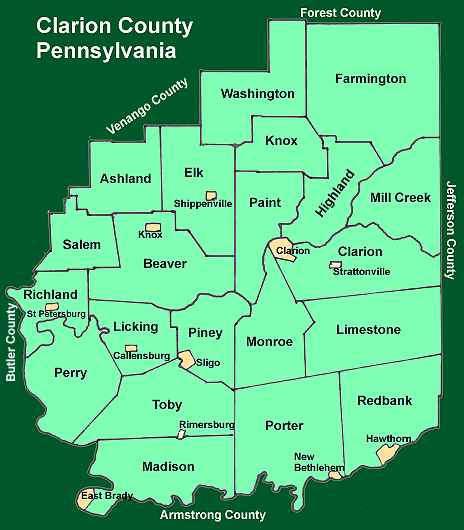 Forest County
Clarion County
Pennsylvania
Farmington
Washington
Venango County
Knox
Elk
Ashland
Highland
Mill Creek
Paint
Shippenville
Jefferson County
Knox
Salem
Clarion
Clarion
Beaver
Strattonville
Richland
St Petersburg
Butler County
Licking
Piney
Limestone
Monroe
Callensburg
Sligo
Perry
Redbank
Toby
Rimersburg
Porter
Hawthorn
New
Bethlehem
Madison
East Brady
Armstrong County